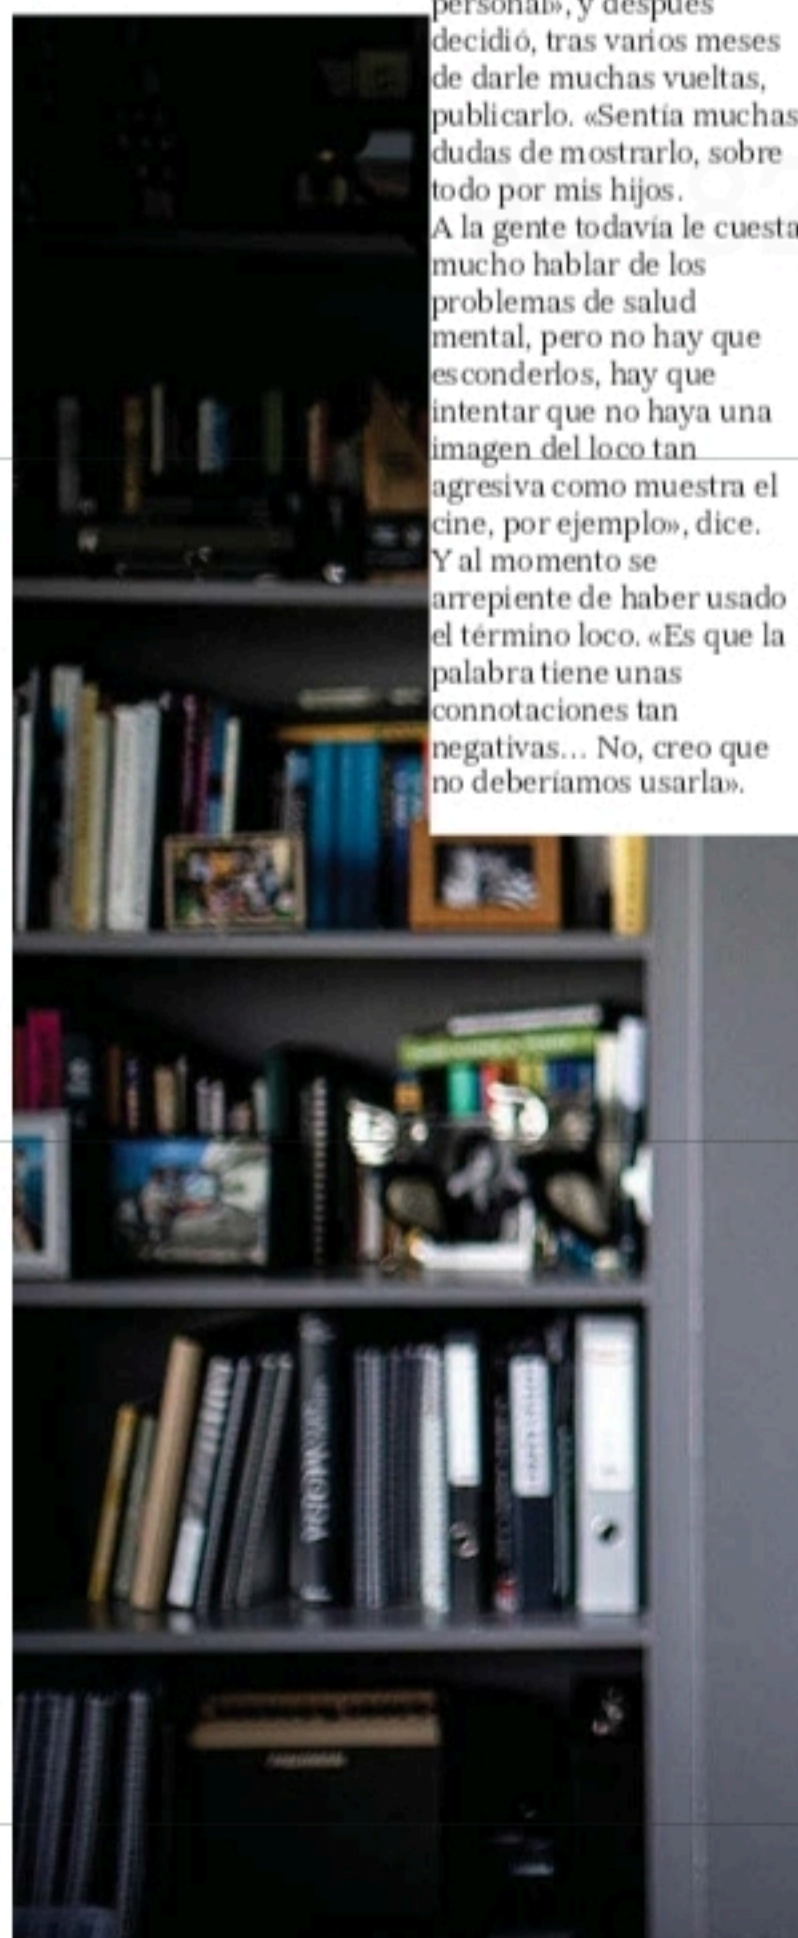 personal», y después
decidió, tras varios meses
de darle muchas vueltas,
publicarlo. «Sentía muchas
dudas de mostrarlo, sobre
todo por mis hijos.
A la gente todavía le cuesta
mucho hablar de los
problemas de salud
mental, pero no hay que
esconderlos, hay que
intentar que no haya una
imagen del loco tan
agresiva como muestra el
cine, por ejemplo», dice.
Y al momento se
arrepiente de haber usado
el término loco. «Es que la
palabra tiene unas
connotaciones tan
negativas... No, creo que
no deberíamos usarla».